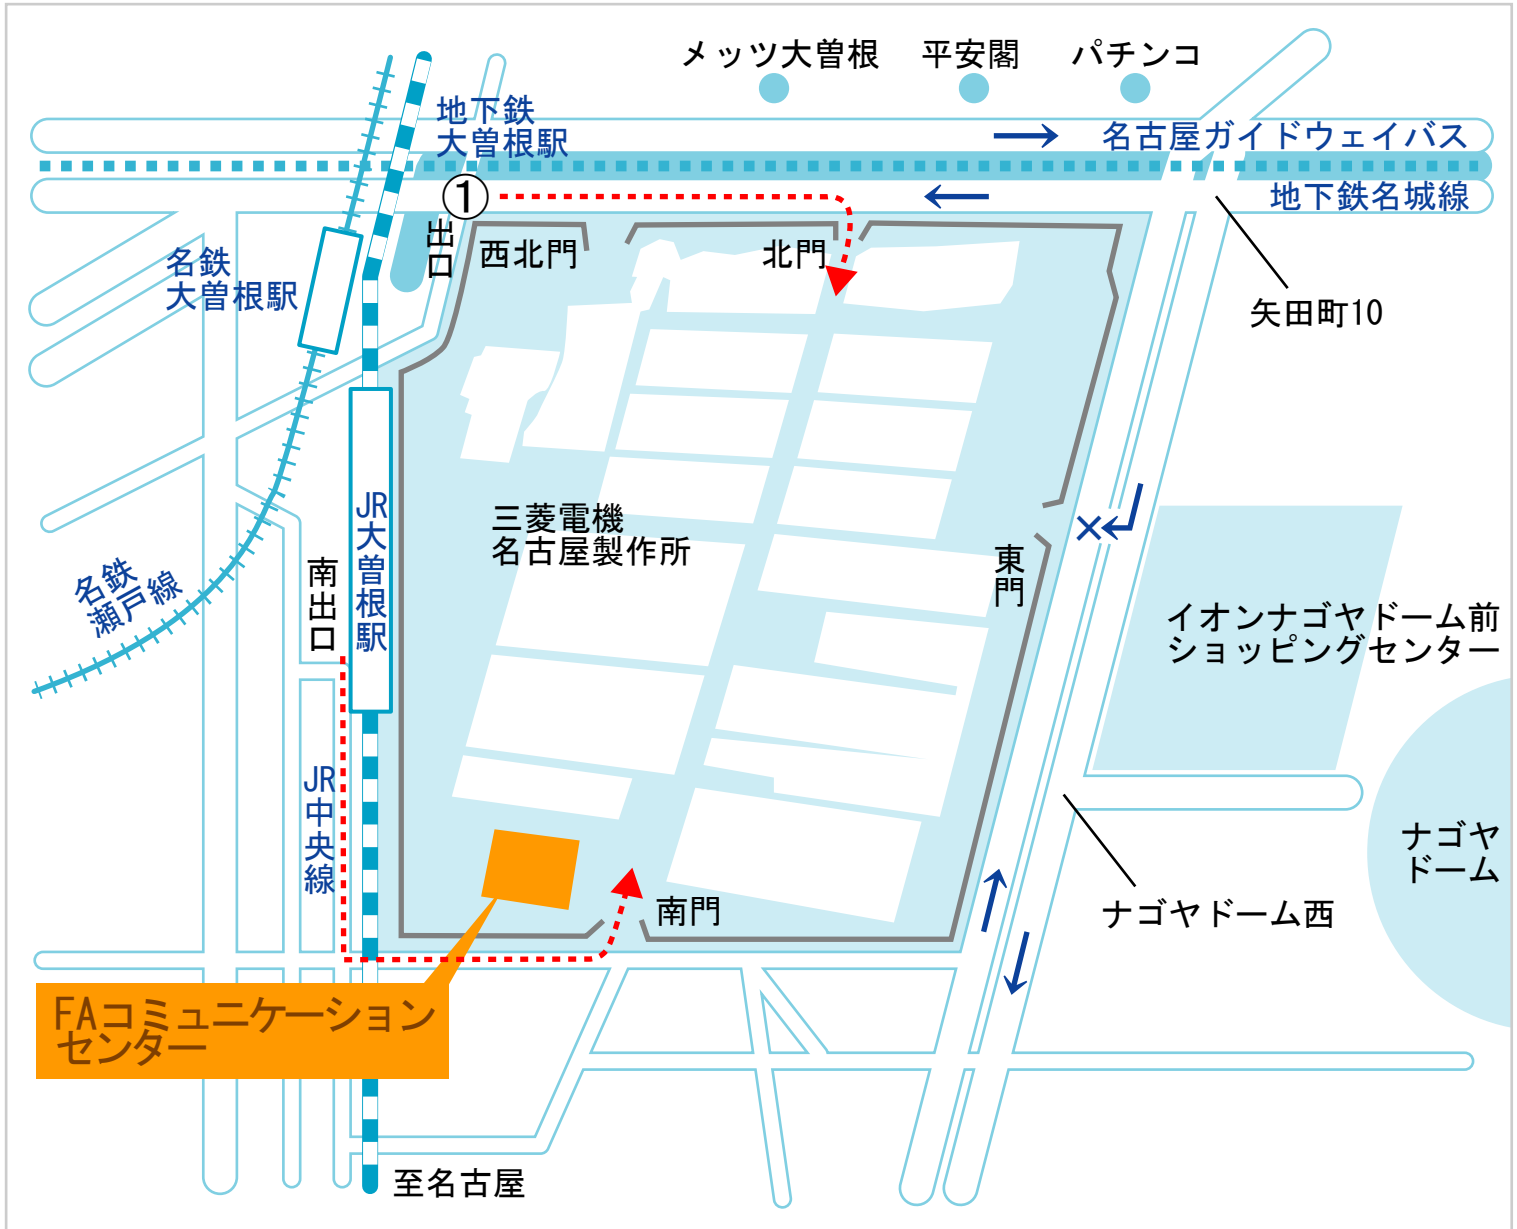 メッツ大曽根
平安閣
パチンコ
地下鉄
大曽根駅
名古屋ガイドウェイバス
地下鉄名城線
①
出口
西北門
北門
名鉄
大曽根駅
矢田町10
三菱電機
名古屋製作所
JR大曽根駅
南出口
東門
名鉄
瀬戸線
イオンナゴヤドーム前
ショッピングセンター
JR中央線
ナゴヤ
ドーム
南門
ナゴヤドーム西
FAコミュニケーション
センター
至名古屋